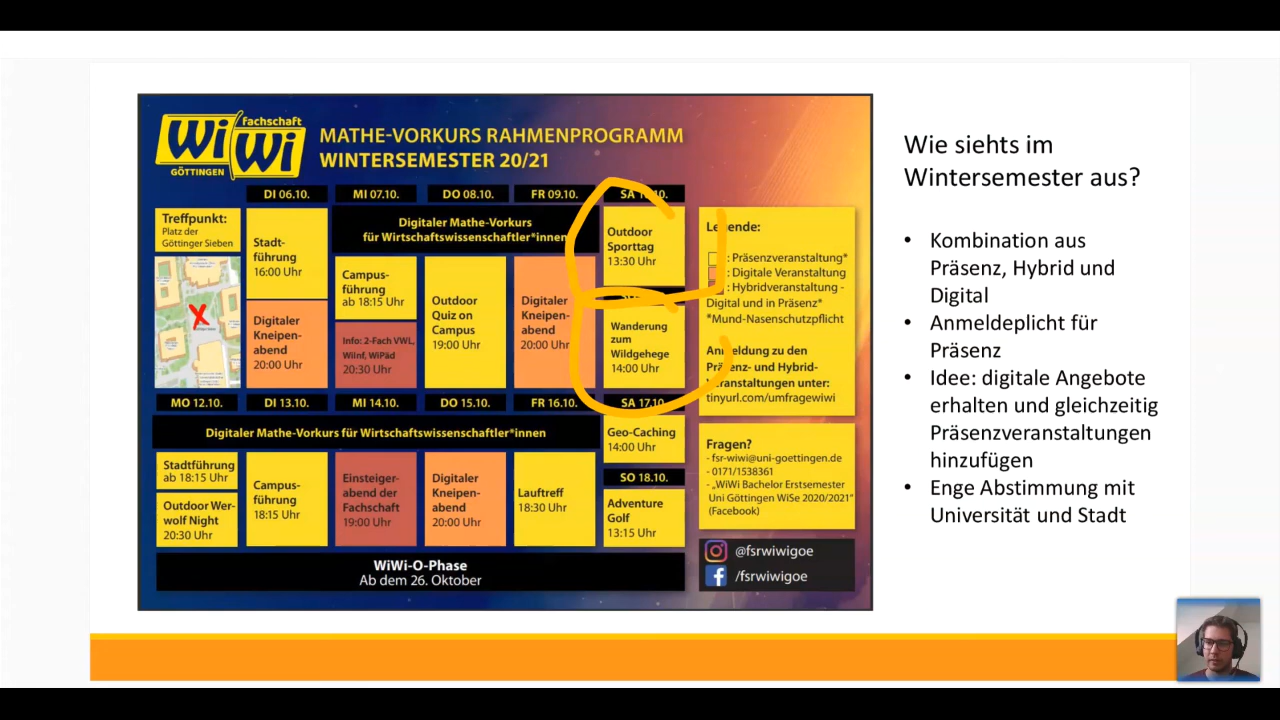 Fachschaft
WiWi
GÖTTINGEN
MATHE-VORKURS RAHMENPROGRAMM
WINTERSEMESTER 20/21
DI 06.10.
MI 07.10.
DO 08.10.
FR 09.10.
SA
Treffpunkt:
Platz der
Göttinger Sieben
Stadt-
führung
16:00 Uhr
Digitaler
Kneipen-
abend
20:00 Uhr
Digitaler Mathe-Vorkurs
für Wirtschaftswissenschaftler*innen
Campus-
führung
ab 18:15 Uhr
Info: 2-Fach VWL,
WiInf, WiPäd
20:30 Uhr
Outdoor
Quiz on
Campus
19:00 Uhr
Digitaler
Kneipen-
abend
20:00 Uhr
Outdoor
Sporttag
13:30 Uhr
Wanderung
zum
Wildgehege
14:00 Uhr
MO 12.10.
DI 13.10.
MI 14.10.
DO 15.10.
FR 16.10.
SA 17.10.
Digitaler Mathe-Vorkurs für Wirtschaftswissenschaftler*innen
Geo-Caching
14:00 Uhr
SO 18.10.
Stadtführung
ab 18:15 Uhr
Outdoor Wer-
wolf Night
20:30 Uhr
Campus-
führung
18:15 Uhr
Einsteiger-
abend der
Fachschaft
19:00 Uhr
Digitaler
Kneipen-
abend
20:00 Uhr
Lauftreff
18:30 Uhr
Adventure
Golf
13:15 Uhr
WiWi-O-Phase
Ab dem 26. Oktober
Legende:
: Präsenzveranstaltung*
: Digitale Veranstaltung
: Hybridveranstaltung -
Digital und in Präsenz*
*Mund-Nasenschutzpflicht
Anmeldung zu den
Präsenz- und Hybrid-
veranstaltungen unter:
tinyurl.com/umfragewiwi
Fragen?
- fsr-wiwi@uni-goettingen.de
- 0171/1538361
- „WiWi Bachelor Erstsemester
Uni Göttingen WiSe 2020/2021“
(Facebook)
@fsrwiwigoe
/fsrwiwigoe
Wie siehts im
Wintersemester aus?
• Kombination aus
Präsenz, Hybrid und
Digital
• Anmeldeplicht für
Präsenz
• Idee: digitale Angebote
erhalten und gleichzeitig
Präsenzveranstaltungen
hinzufügen
• Enge Abstimmung mit
Universität und Stadt